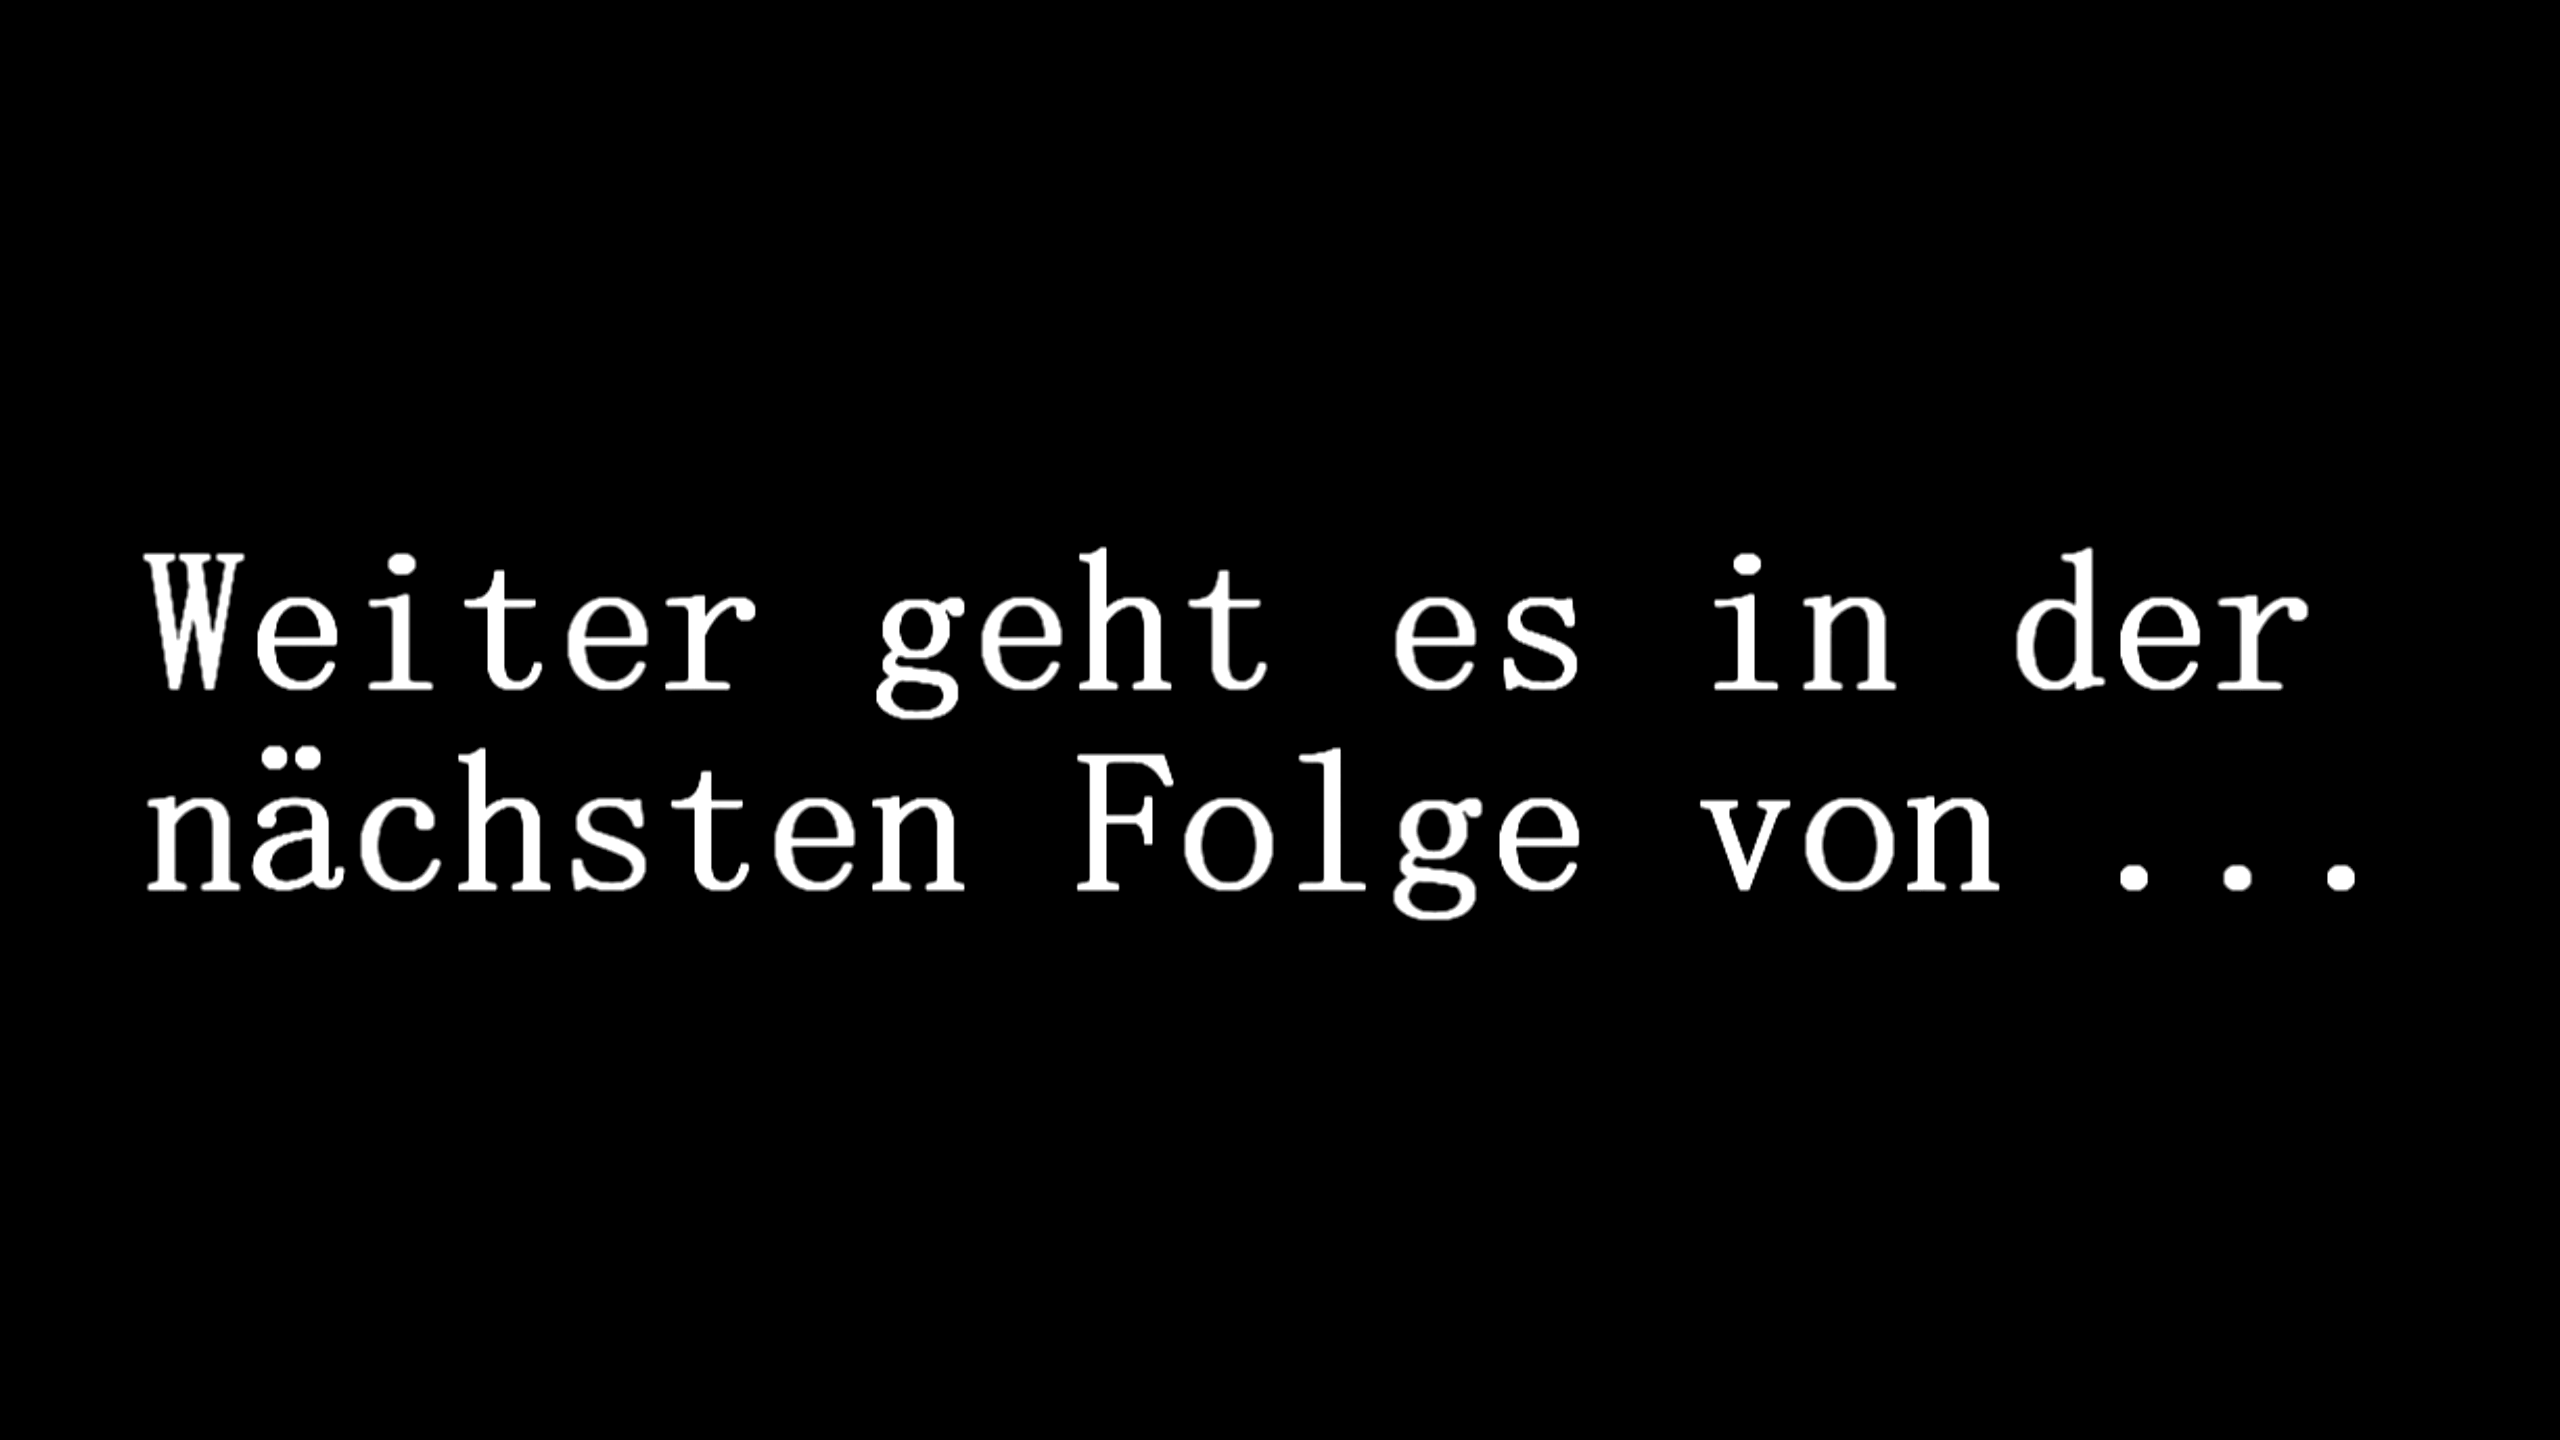 Weiter geht es in der
nächsten Folge von ...